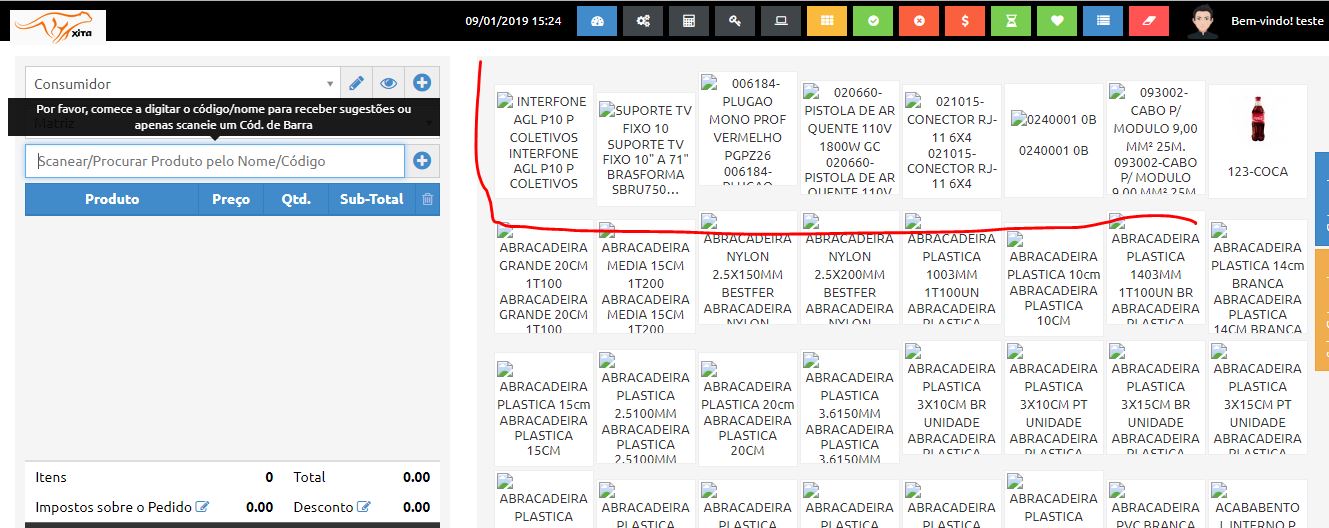 xita
09/01/2019 15:24
Bem-vindo! teste
Consumidor
Por favor, comece a digitar o código/nome para receber sugestões ou
apenas scaneie um Cód. de Barra
Matriz
Scanear/Procurar Produto pelo Nome/Código
Produto Preço Qtd. Sub-Total
Itens 0 Total 0.00
Impostos sobre o Pedido 0.00 Desconto 0.00
INTERFONE
AGL P10 P
COLETIVOS
INTERFONE
AGL P10 P
COLETIVOS
SUPORTE TV
FIXO 10
SUPORTE TV
FIXO 10" A 71"
BRASFORMA
SBRU750...
006184-
PLUGAO
MONO PROF
VERMELHO
PGPZ26
006184-
PLUGAO
020660-
PISTOLA DE AR
QUENTE 110V
1800W GC
020660-
PISTOLA DE AR
QUENTE 110V
021015-
CONECTOR RJ-
11 6X4
021015-
CONECTOR RJ-
11 6X4
0240001 0B
0240001 0B
093002-
CABO P/
MODULO 9,00
MM² 25M.
093002-CABO
P/ MODULO
9,00 MM² 25M
123-COCA
ABRACADEIRA
GRANDE 20CM
1T100
ABRACADEIRA
GRANDE 20CM
1T100
ABRACADEIRA
MEDIA 15CM
1T200
ABRACADEIRA
MEDIA 15CM
1T200
ABRACADEIRA
NYLON
2.5X150MM
BESTFER
ABRACADEIRA
NYLON
ABRACADEIRA
NYLON
2.5X200MM
BESTFER
ABRACADEIRA
NYLON
ABRACADEIRA
PLASTICA
1003MM
1T100UN
ABRACADEIRA
PLASTICA
ABRACADEIRA
PLASTICA 10cm
ABRACADEIRA
PLASTICA
10CM
ABRACADEIRA
PLASTICA
1403MM
1T100UN BR
ABRACADEIRA
PLASTICA
ABRACADEIRA
PLASTICA 14cm
BRANCA
ABRACADEIRA
PLASTICA
14CM BRANCA
ABRACADEIRA
PLASTICA 15cm
ABRACADEIRA
PLASTICA
15CM
ABRACADEIRA
PLASTICA
2.5100MM
ABRACADEIRA
PLASTICA
2.5100MM
ABRACADEIRA
PLASTICA 20cm
ABRACADEIRA
PLASTICA
20CM
ABRACADEIRA
PLASTICA
3.6150MM
ABRACADEIRA
PLASTICA
3.6150MM
ABRACADEIRA
PLASTICA
3X10CM BR
UNIDADE
ABRACADEIRA
PLASTICA
ABRACADEIRA
PLASTICA
3X10CM PT
UNIDADE
ABRACADEIRA
PLASTICA
ABRACADEIRA
PLASTICA
3X15CM BR
UNIDADE
ABRACADEIRA
PLASTICA
ABRACADEIRA
PLASTICA
3X15CM PT
UNIDADE
ABRACADEIRA
PLASTICA
ABRACADEIRA
PLASTICA
ABRACADEIRA
PLASTICA
ABRACADEIRA
PLASTICA
ABRACADEIRA
PLASTICA
ABRACADEIRA
PLASTICA
ABRACADEIRA
PLASTICA
ABRACADEIRA
PVC BRANCA
ACABABENTO